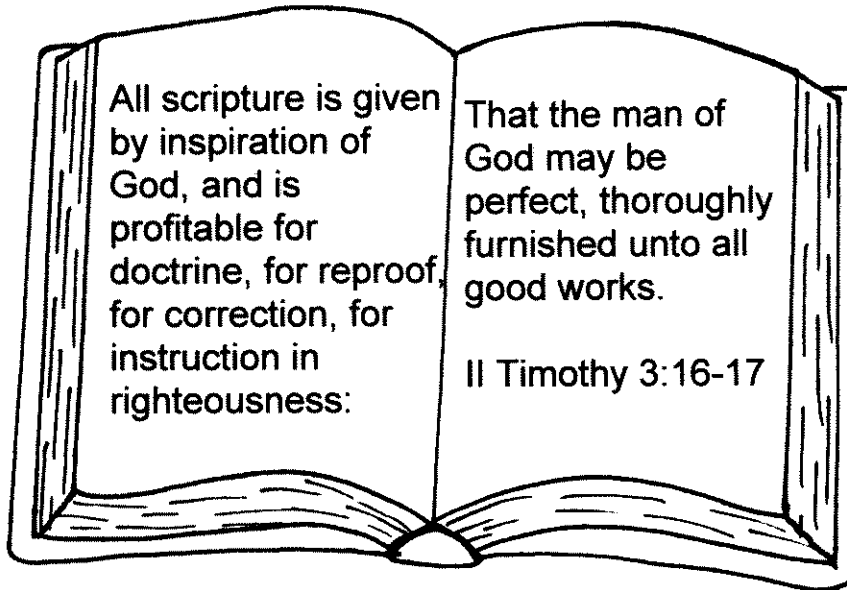 All scripture is given
by inspiration of
God, and is
profitable for
doctrine, for reproof,
for correction, for
instruction in
righteousness:
That the man of
God may be
perfect, thoroughly
furnished unto all
good works.
II Timothy 3:16-17